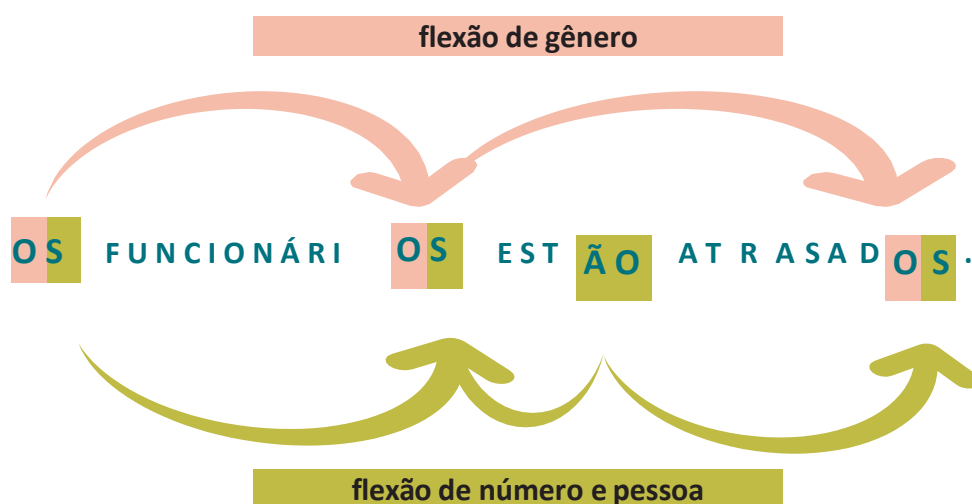 flexão de gênero
OS FUNCIONÁRIOS ESTÃO ATRASADOS.
flexão de número e pessoa